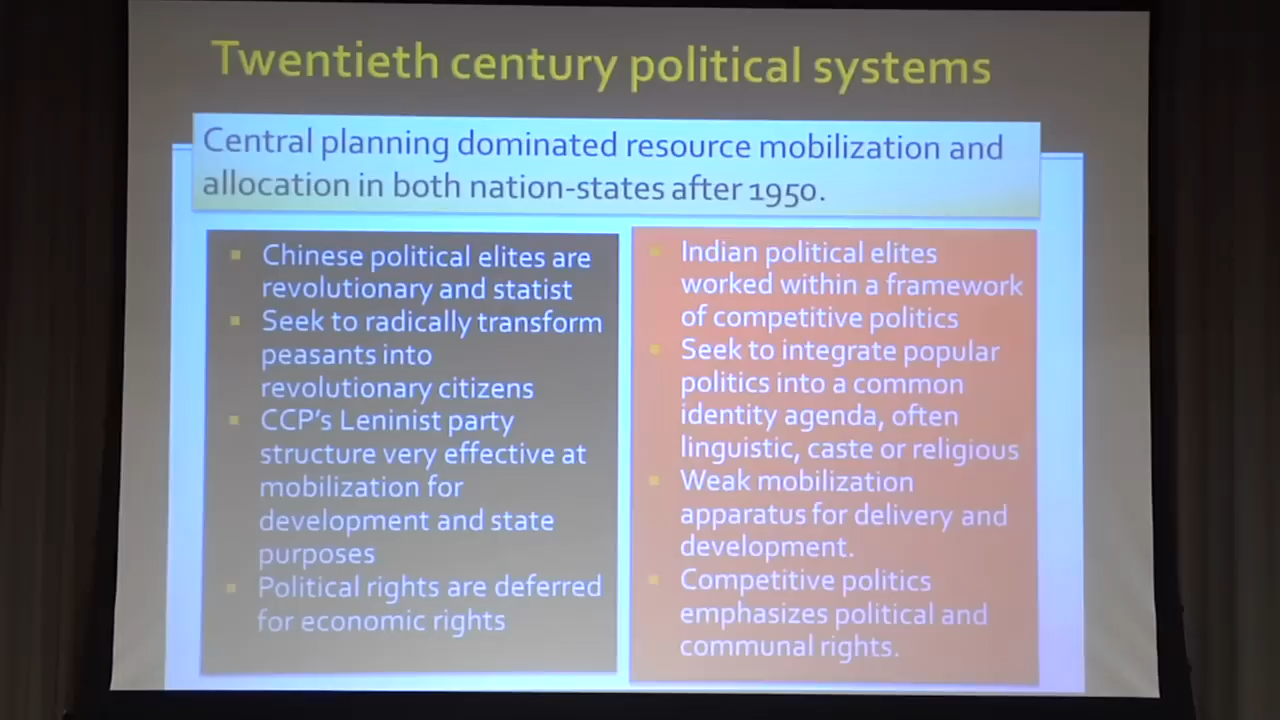 Twentieth century political systems
Central planning dominated resource mobilization and
allocation in both nation-states after 1950.
Chinese political elites are
revolutionary and statist
Seek to radically transform
peasants into
revolutionary citizens
CCP's Leninist party
structure very effective at
mobilization for
development and state
purposes
Political rights are deferred
for economic rights
Indian political elites
worked within a framework
of competitive politics
Seek to integrate popular
politics into a common
identity agenda, often
linguistic, caste or religious
Weak mobilization
apparatus for delivery and
development.
Competitive politics
emphasizes political and
communal rights.